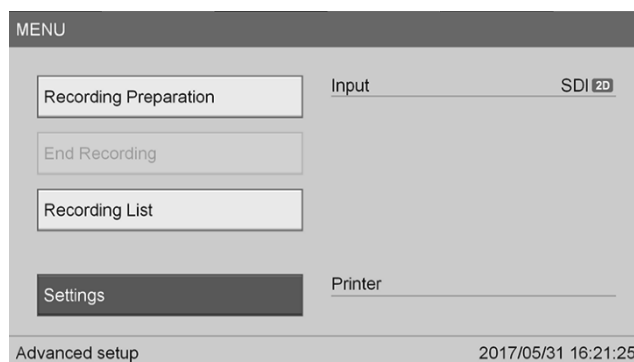 MENU
Recording Preparation
Input SDI 2D
End Recording
Recording List
Settings
Printer
Advanced setup 2017/05/31 16:21:25